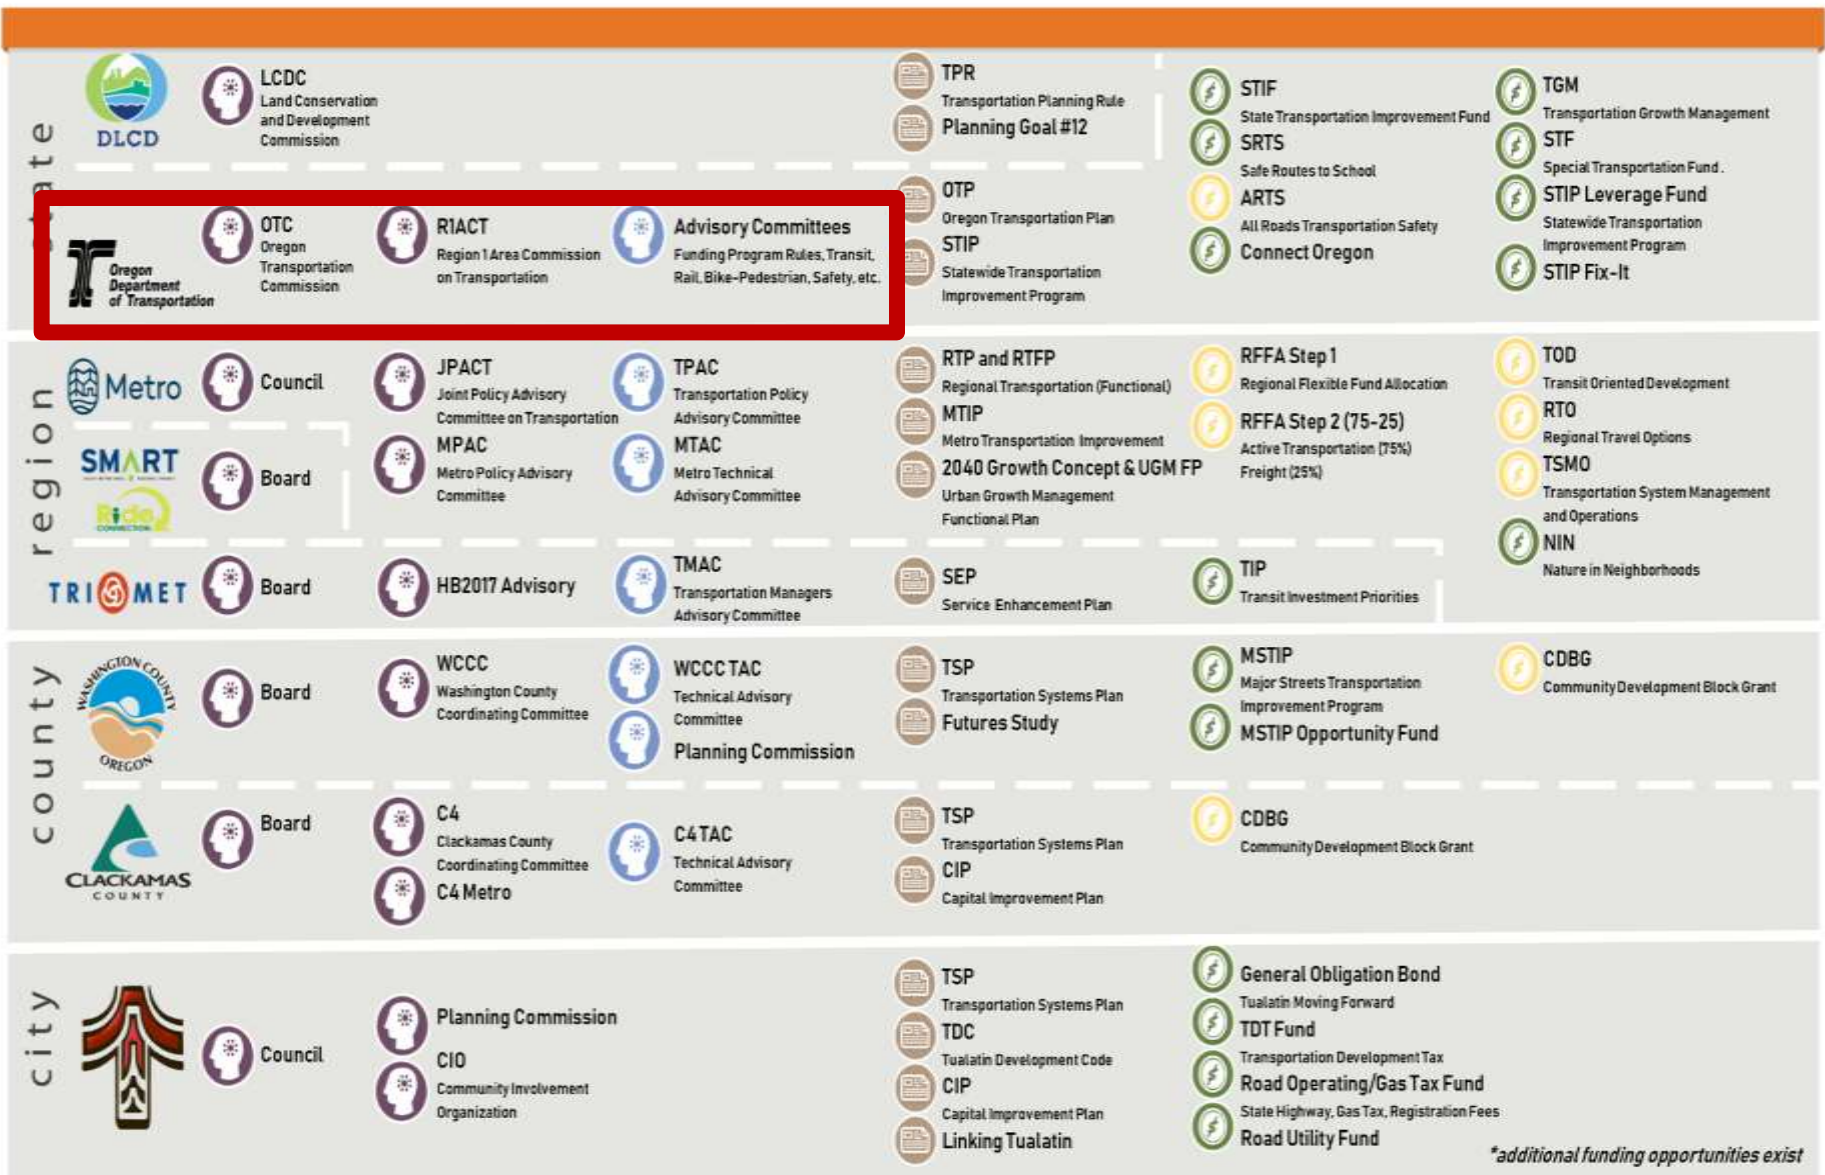 state
DLCD
LCDC
Land Conservation
and Development
Commission
TPR
Transportation Planning Rule
Planning Goal #12
STIF
State Transportation Improvement Fund
SRTS
Safe Routes to School
ARTS
All Roads Transportation Safety
Connect Oregon
TGM
Transportation Growth Management
STF
Special Transportation Fund.
STIP Leverage Fund
Statewide Transportation
Improvement Program
STIP Fix-It
Oregon
Department
of Transportation
OTC
Oregon
Transportation
Commission
R1ACT
Region 1 Area Commission
on Transportation
Advisory Committees
Funding Program Rules, Transit,
Rail, Bike-Pedestrian, Safety, etc.
OTP
Oregon Transportation Plan
STIP
Statewide Transportation
Improvement Program
region
Metro
Council
JPACT
Joint Policy Advisory
Committee on Transportation
MPAC
Metro Policy Advisory
Committee
TPAC
Transportation Policy
Advisory Committee
MTAC
Metro Technical
Advisory Committee
RTP and RTFP
Regional Transportation (Functional)
MTIP
Metro Transportation Improvement
2040 Growth Concept & UGM FP
Urban Growth Management
Functional Plan
RFFA Step 1
Regional Flexible Fund Allocation
RFFA Step 2 (75-25)
Active Transportation (75%)
Freight (25%)
TOD
Transit Oriented Development
RTO
Regional Travel Options
TSMO
Transportation System Management
and Operations
NIN
Nature in Neighborhoods
SMART
Ride
CONNECTION
Board
TRI MET
Board
HB2017 Advisory
TMAC
Transportation Managers
Advisory Committee
SEP
Service Enhancement Plan
TIP
Transit Investment Priorities
county
WASHINGTON COUNTY
OREGON
Board
WCCC
Washington County
Coordinating Committee
WCCC TAC
Technical Advisory
Committee
Planning Commission
TSP
Transportation Systems Plan
Futures Study
MSTIP
Major Streets Transportation
Improvement Program
MSTIP Opportunity Fund
CDBG
Community Development Block Grant
CLACKAMAS
COUNTY
Board
C4
Clackamas County
Coordinating Committee
C4 Metro
C4 TAC
Technical Advisory
Committee
TSP
Transportation Systems Plan
CIP
Capital Improvement Plan
CDBG
Community Development Block Grant
city
Council
Planning Commission
CIO
Community Involvement
Organization
TSP
Transportation Systems Plan
TDC
Tualatin Development Code
CIP
Capital Improvement Plan
Linking Tualatin
General Obligation Bond
Tualatin Moving Forward
TDT Fund
Transportation Development Tax
Road Operating/Gas Tax Fund
State Highway, Gas Tax, Registration Fees
Road Utility Fund
*additional funding opportunities exist